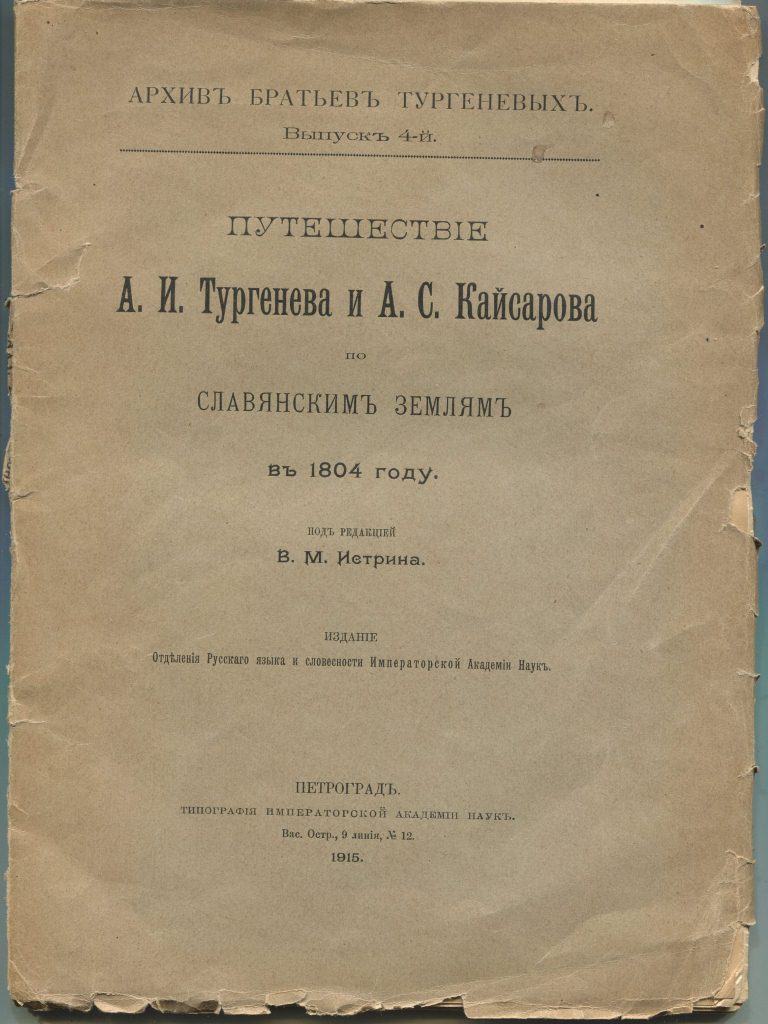 АРХИВЪ БРАТЬЕВЪ ТУРГЕНЕВЫХЪ.
Выпускъ 4-й.
ПУТЕШЕСТВІЕ
А. И. Тургенева и А. С. Кайсарова
по
СЛАВЯНСКИМЪ ЗЕМЛЯМЪ
въ 1804 году.
ПОДЪ РЕДАКЦІЕЙ
В. М. Истрина.
ИЗДАНІЕ
Отдѣленія Русскаго языка и словесности Императорской Академіи Наукъ.
ПЕТРОГРАДЪ.
ТИПОГРАФІЯ ИМПЕРАТОРСКОЙ АКАДЕМІИ НАУКЪ.
Вас. Остр., 9 линія, № 12.
1915.